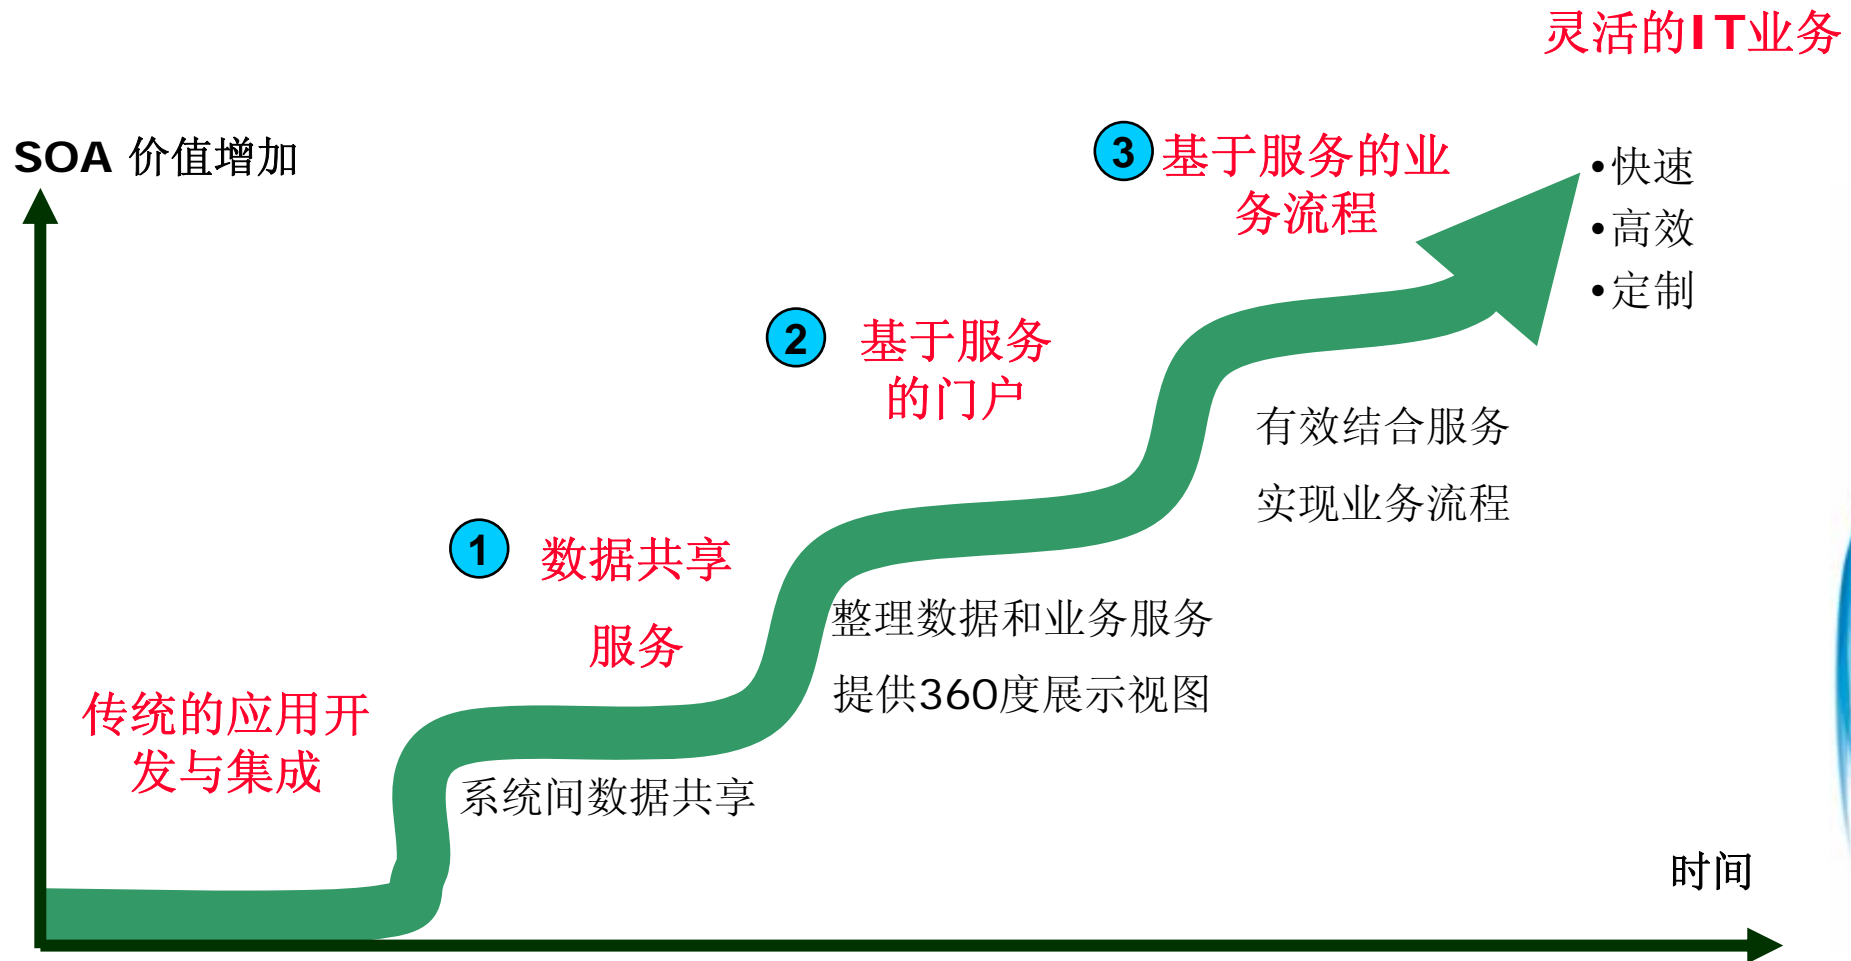 灵活的IT业务
SOA 价值增加
3
基于服务的业
务流程
•快速
•高效
•定制
2
基于服务
的门户
有效结合服务
实现业务流程
1
数据共享
服务
整理数据和业务服务
提供360度展示视图
传统的应用开
发与集成
系统间数据共享
时间